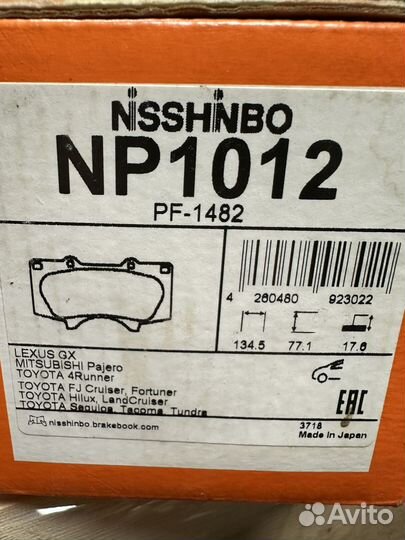 NiSSHiNBO
NP1012
PF-1482
4 260480 923022
134.5 77.1 17.6
LEXUS GX
MITSUBISHI Pajero
TOYOTA 4Runner
TOYOTA FJ Cruiser, Fortuner
TOYOTA Hilux, LandCruiser
TOYOTA Sequioa, Tacoma, Tundra
nisshinbo.brakebook.com
EAC
3718
Made in Japan
Avito